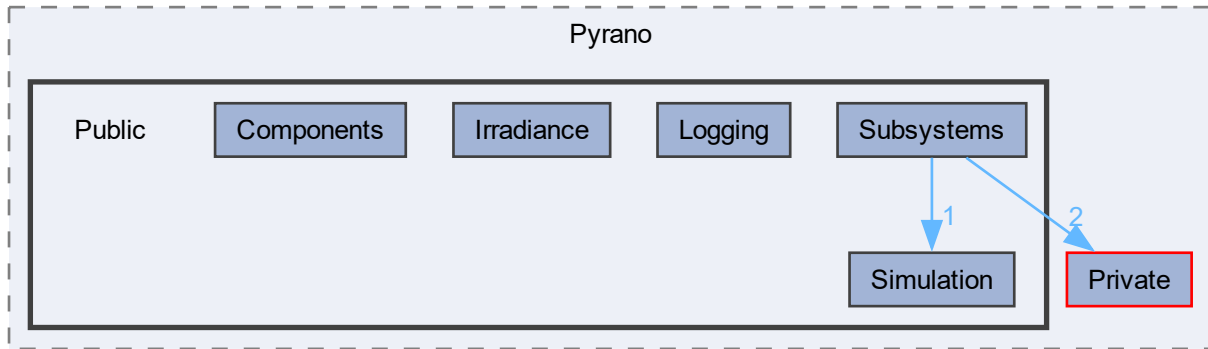 Pyrano
Public
Components
Irradiance
Logging
Subsystems
1
2
Simulation
Private